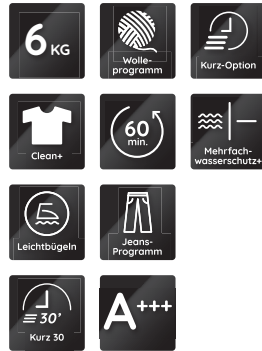 6 KG
Wolle-
programm
Kurz-Option
Clean+
60
min.
Mehrfach-
wasserschutz+
Leichtbügeln
Jeans-
Programm
30'
Kurz 30
A+++